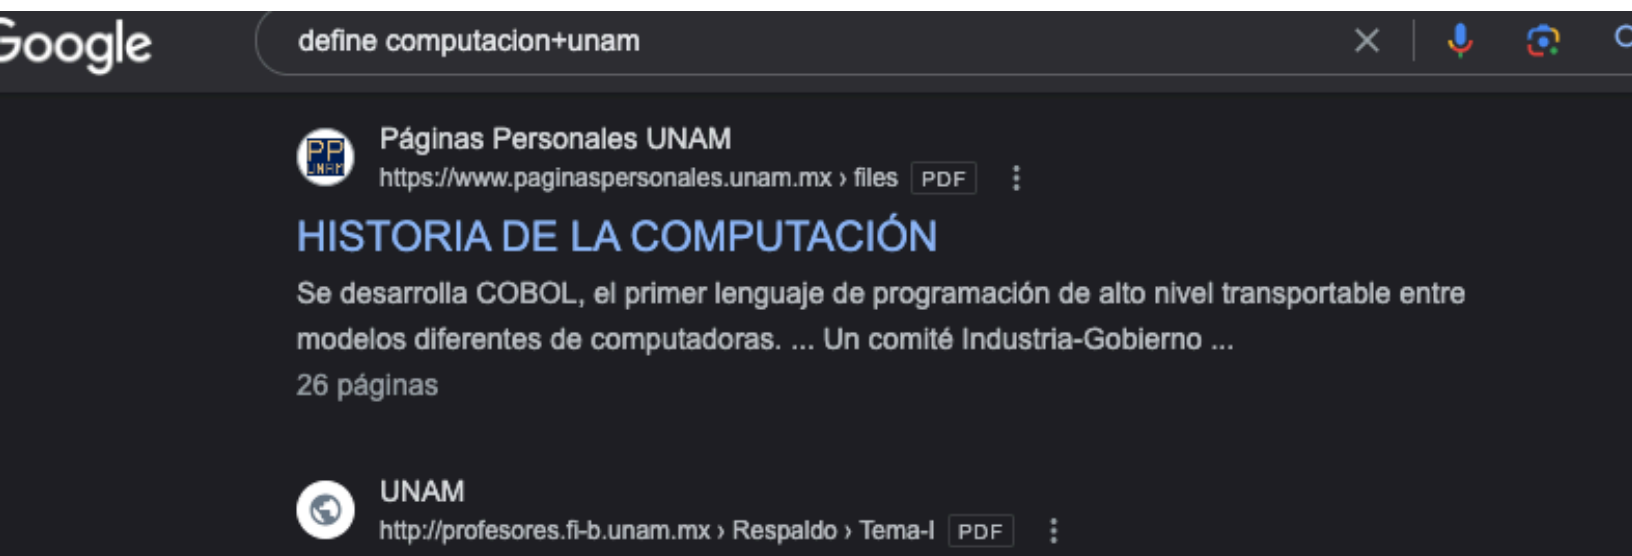 Google
define computacion+unam
PP
UNAM
Páginas Personales UNAM
https://www.paginaspersonales.unam.mx › files PDF
HISTORIA DE LA COMPUTACIÓN
Se desarrolla COBOL, el primer lenguaje de programación de alto nivel transportable entre
modelos diferentes de computadoras. ... Un comité Industria-Gobierno ...
26 páginas
UNAM
http://profesores.fi-b.unam.mx › Respaldo › Tema-I PDF